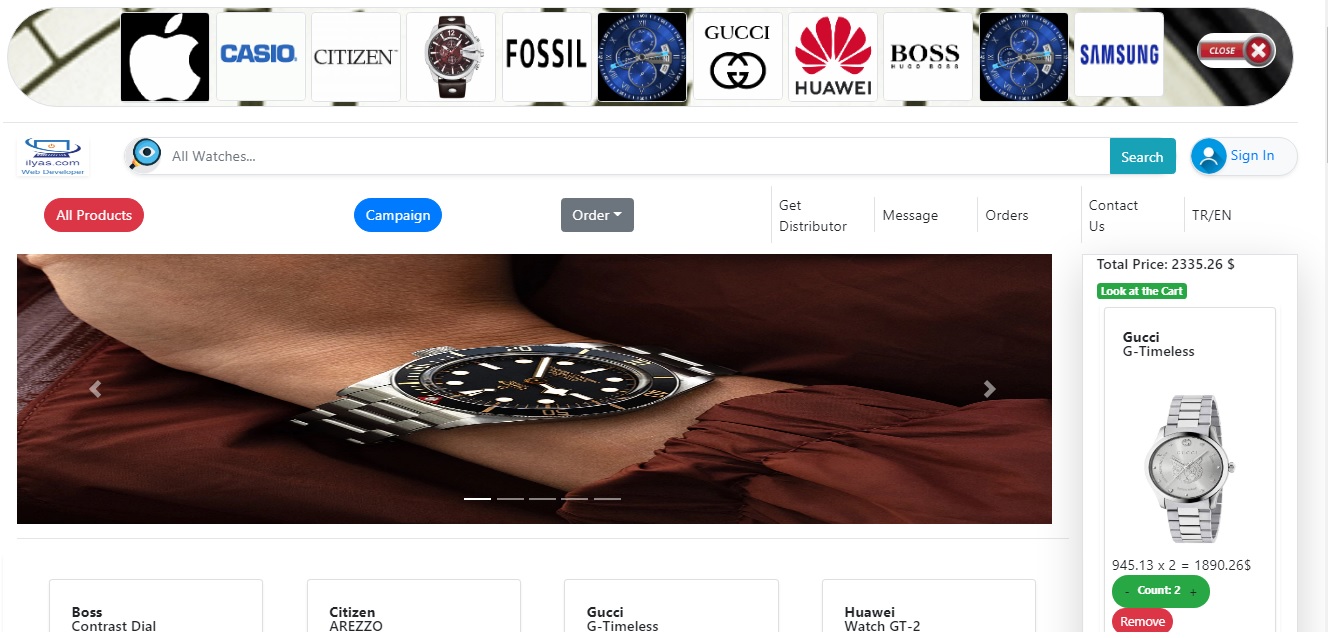 CASIO
CITIZEN
FOSSIL
GUCCI
HUAWEI
BOSS
HUGO BOSS
SAMSUNG
CLOSE
ilyas.com
Web Developer
All Watches...
Search
Sign In
All Products
Campaign
Order
Get
Distributor
Message
Orders
Contact
Us
TR/EN
Total Price: 2335.26 $
Look at the Cart
Gucci
G-Timeless
945.13 x 2 = 1890.26$
- Count: 2 +
Remove
Boss
Contrast Dial
Citizen
AREZZO
Gucci
G-Timeless
Huawei
Watch GT-2